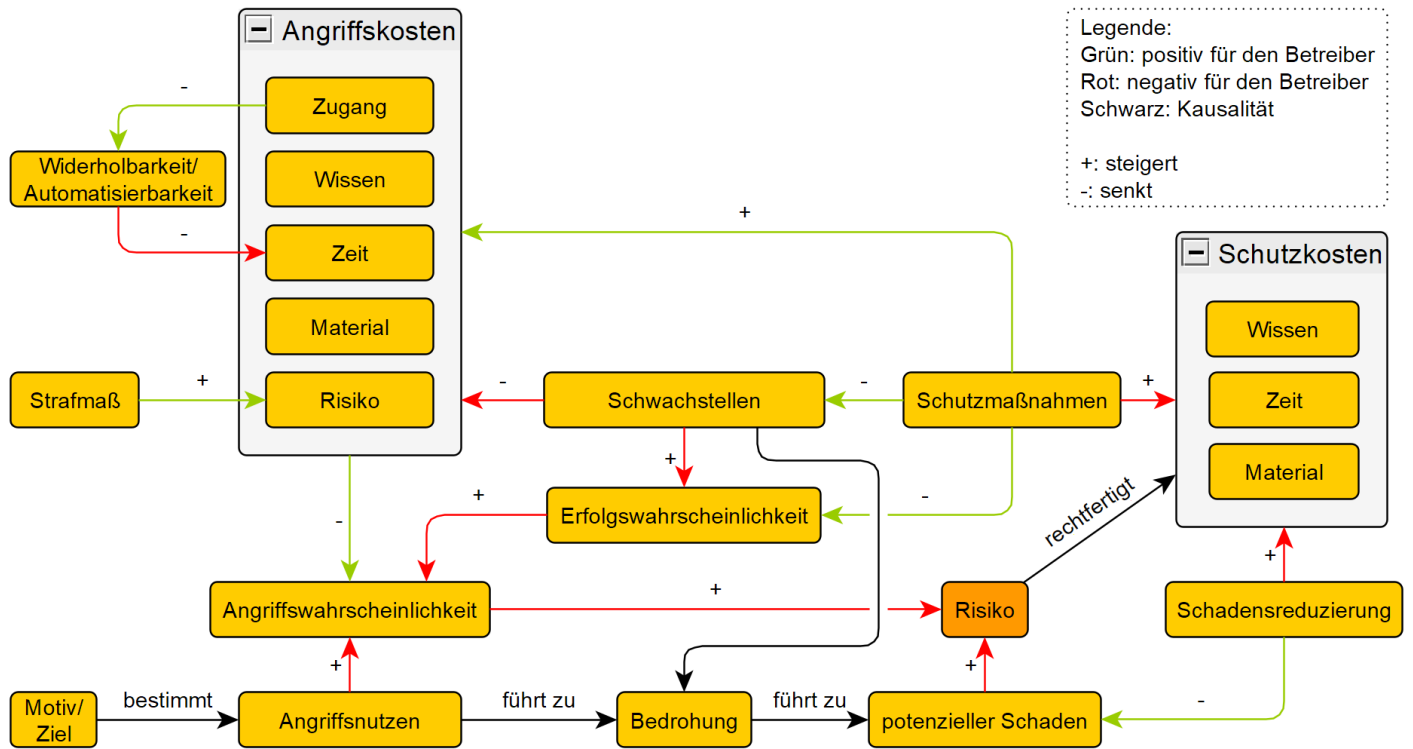 Angriffskosten
Zugang
Wissen
Zeit
Material
Risiko
-
Widerholbarkeit/
Automatisierbarkeit
-
Strafmaß
+
Legende:
Grün: positiv für den Betreiber
Rot: negativ für den Betreiber
Schwarz: Kausalität
+: steigert
-: senkt
+
Schutzkosten
Wissen
Zeit
Material
-
Schwachstellen
-
Schutzmaßnahmen
+
+
Erfolgswahrscheinlichkeit
-
+
-
rechtfertigt
+
Angriffswahrscheinlichkeit
+
Risiko
Schadensreduzierung
+
+
-
Motiv/
Ziel
bestimmt
Angriffsnutzen
führt zu
Bedrohung
führt zu
potenzieller Schaden